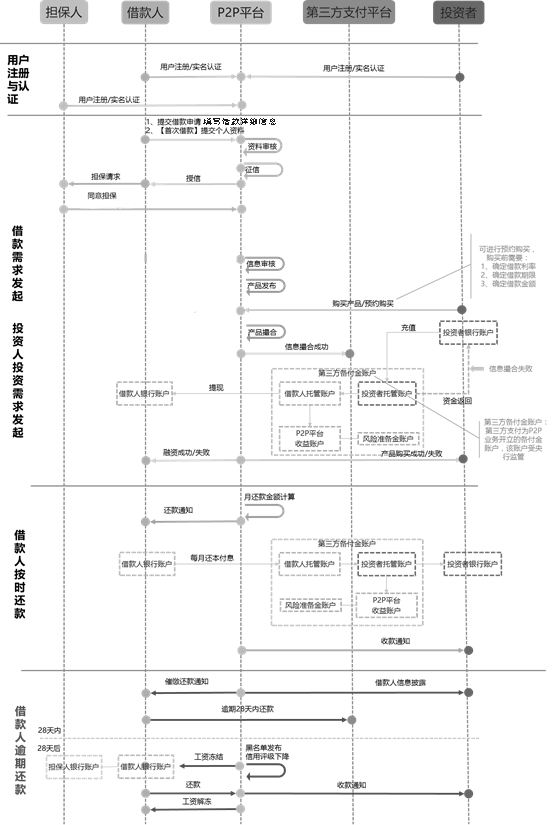 担保人
借款人
P2P平台
第三方支付平台
投资者
用户
注册
与认
证
用户注册/实名认证
用户注册/实名认证
用户注册/实名认证
1、提交借款申请 填写借款详细信息
2、【首次借款】提交个人资料
资料审核
征信
担保请求
授信
同意担保
借款需求发起
投资人投资需求发起
信息审核
产品发布
可进行预约购买，
购买前需要：
1、确定借款利率
2、确定借款期限
3、确定借款金额
购买产品/预约购买
产品撮合
充值
投资者银行账户
信息撮合成功
信息撮合失败
第三方备付金账户
借款人银行账户
提现
借款人托管账户
投资者托管账户
资金返回
P2P平台
收益账户
风险准备金账户
第三方备付金账户：
第三方支付为P2P
业务开立的备付金
账户，该账户受央
行监管
融资成功/失败
产品购买成功/失败
借款人按时还款
月还款金额计算
还款通知
第三方备付金账户
借款人银行账户
每月还本付息
借款人托管账户
投资者托管账户
投资者银行账户
风险准备金账户
P2P平台
收益账户
收款通知
借款人逾期还款
催缴还款通知
借款人信息披露
逾期28天内还款
28天内
28天后
黑名单发布
信用评级下降
工资冻结
担保人银行账户
借款人银行账户
还款
收款通知
工资解冻